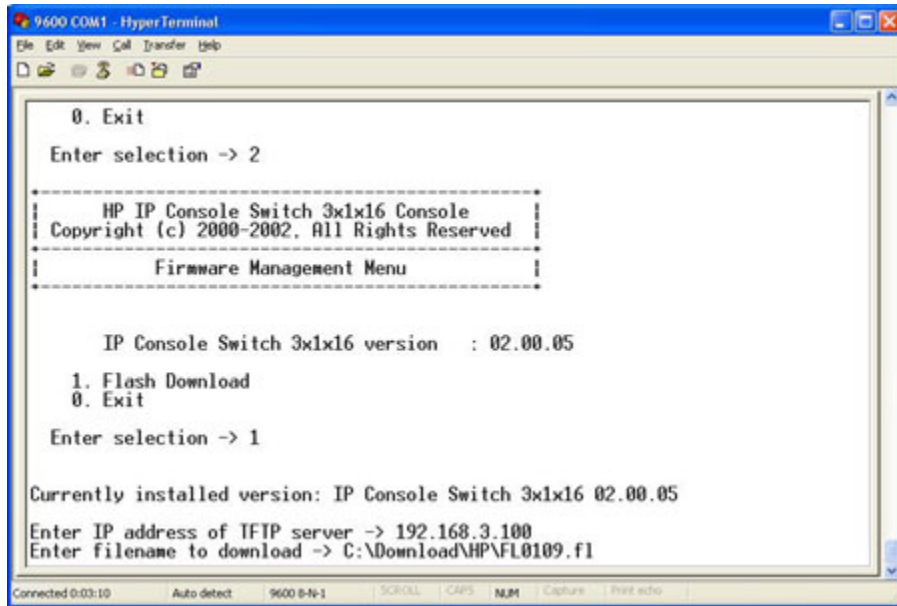 9600 COM1 - HyperTerminal
File Edit View Call Transfer Help
0. Exit
Enter selection -> 2
HP IP Console Switch 3x1x16 Console
Copyright (c) 2000-2002, All Rights Reserved
Firmware Management Menu
IP Console Switch 3x1x16 version : 02.00.05
1. Flash Download
0. Exit
Enter selection -> 1
Currently installed version: IP Console Switch 3x1x16 02.00.05
Enter IP address of TFTP server -> 192.168.3.100
Enter filename to download -> C:\Download\HP\FL0109.fl
Connected 0:03:10 Auto detect 9600 8-N-1 SCROLL CAPS NUM Capture Print echo